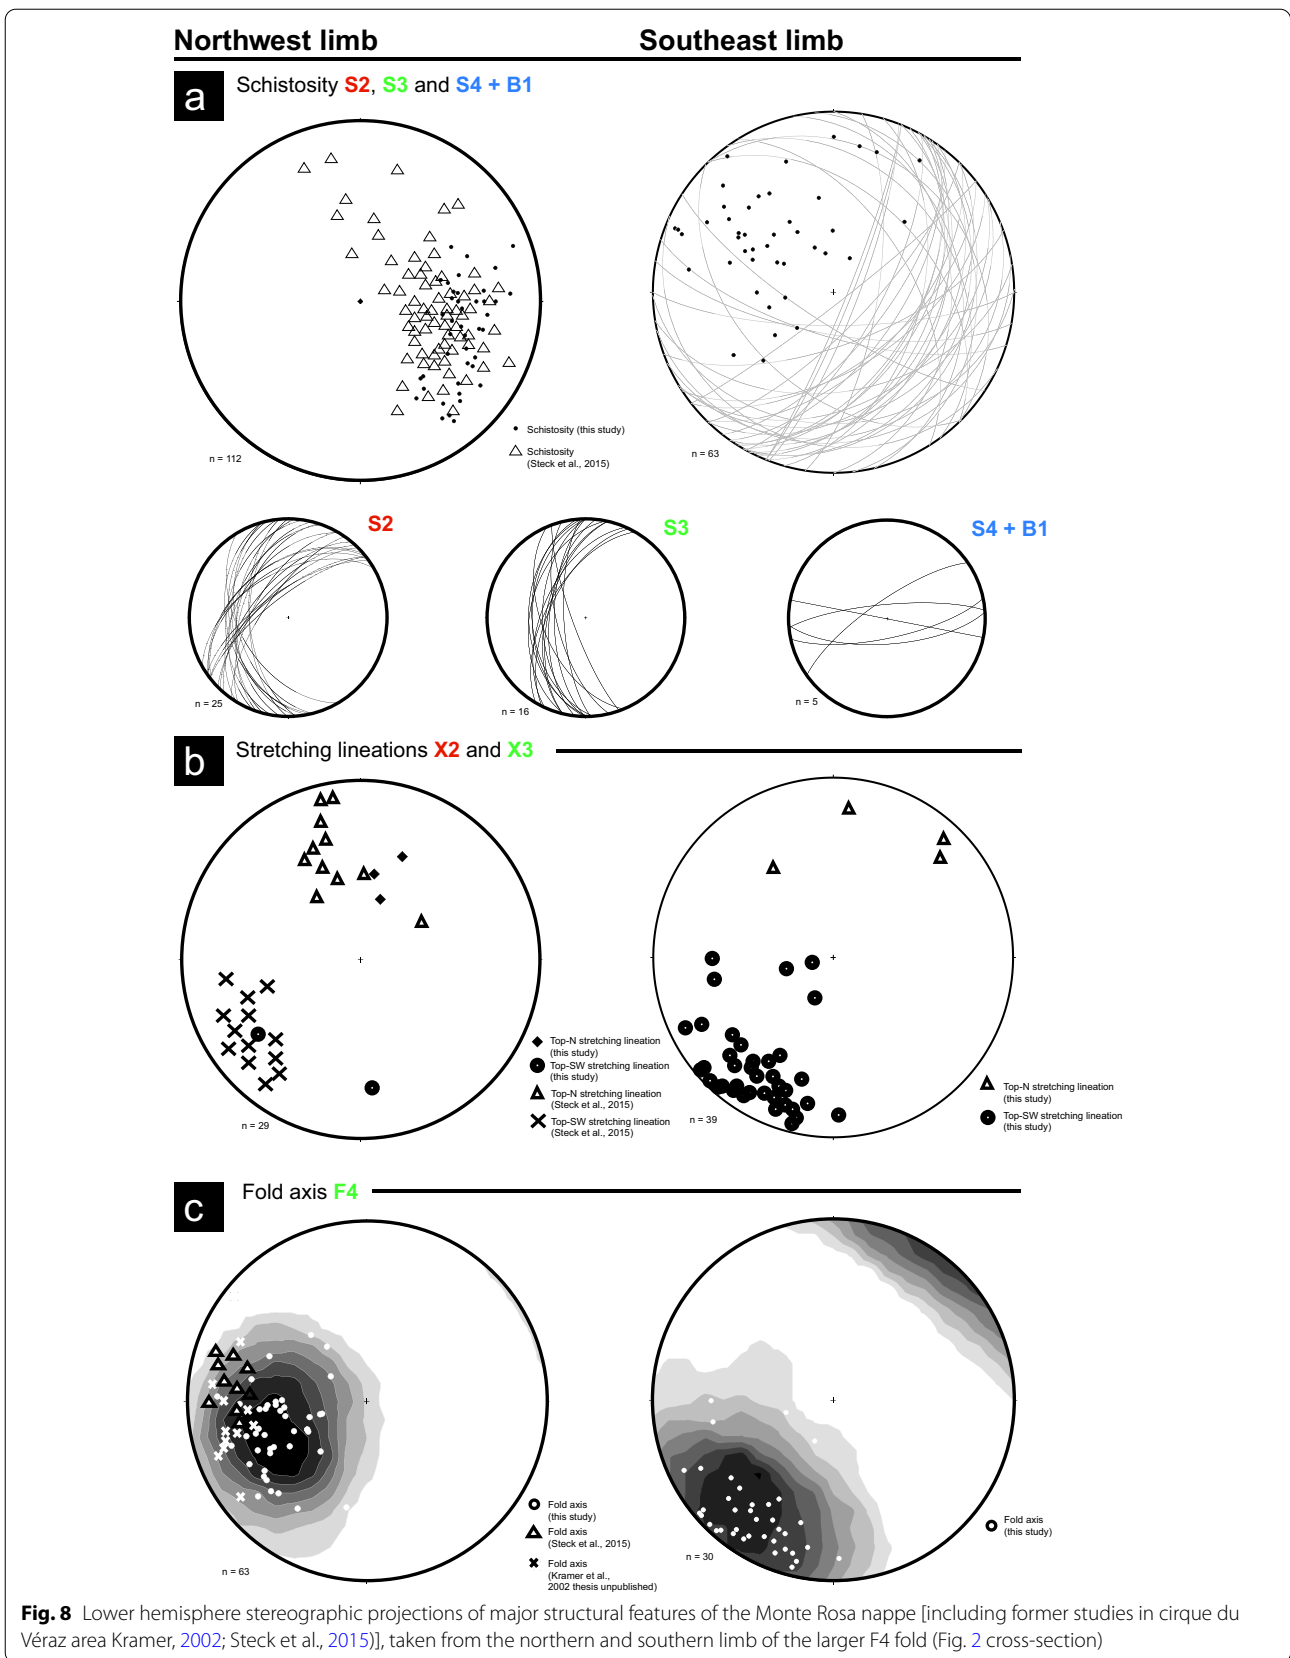 Northwest limb
Southeast limb
a
Schistosity S2, S3 and S4 + B1
Schistosity (this study)
Schistosity
(Steck et al., 2015)
n = 112
n = 63
S2
S3
S4 + B1
n = 25
n = 16
n = 5
b
Stretching lineations X2 and X3
Top-N stretching lineation
(this study)
Top-SW stretching lineation
(this study)
Top-N stretching lineation
(Steck et al., 2015)
Top-SW stretching lineation
(Steck et al., 2015)
n = 29
Top-N stretching lineation
(this study)
Top-SW stretching lineation
(this study)
n = 39
c
Fold axis F4
Fold axis
(this study)
Fold axis
(Steck et al., 2015)
Fold axis
(Kramer et al.,
2002 thesis unpublished)
n = 63
Fold axis
(this study)
n = 30
Fig. 8 Lower hemisphere stereographic projections of major structural features of the Monte Rosa nappe [including former studies in cirque du
Véraz area Kramer, 2002; Steck et al., 2015)], taken from the northern and southern limb of the larger F4 fold (Fig. 2 cross-section)